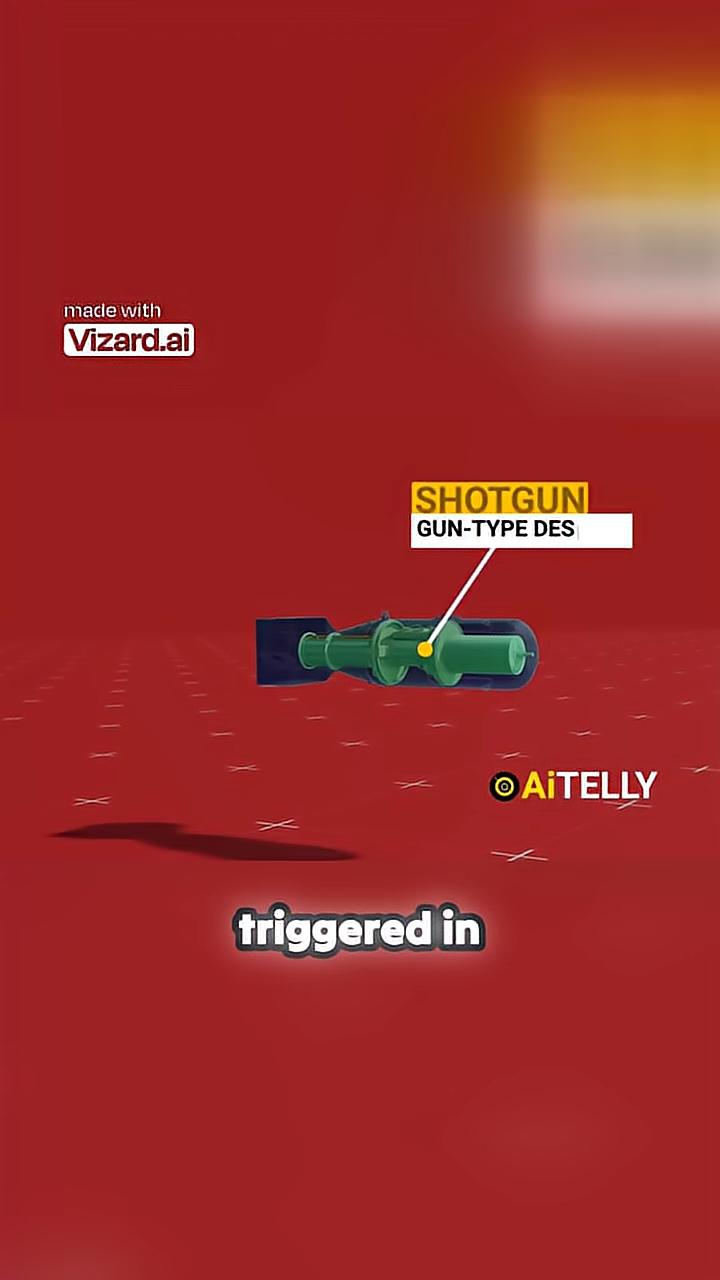 made with
Vizard.ai
SHOTGUN
GUN-TYPE DES
AiTELLY
triggered in